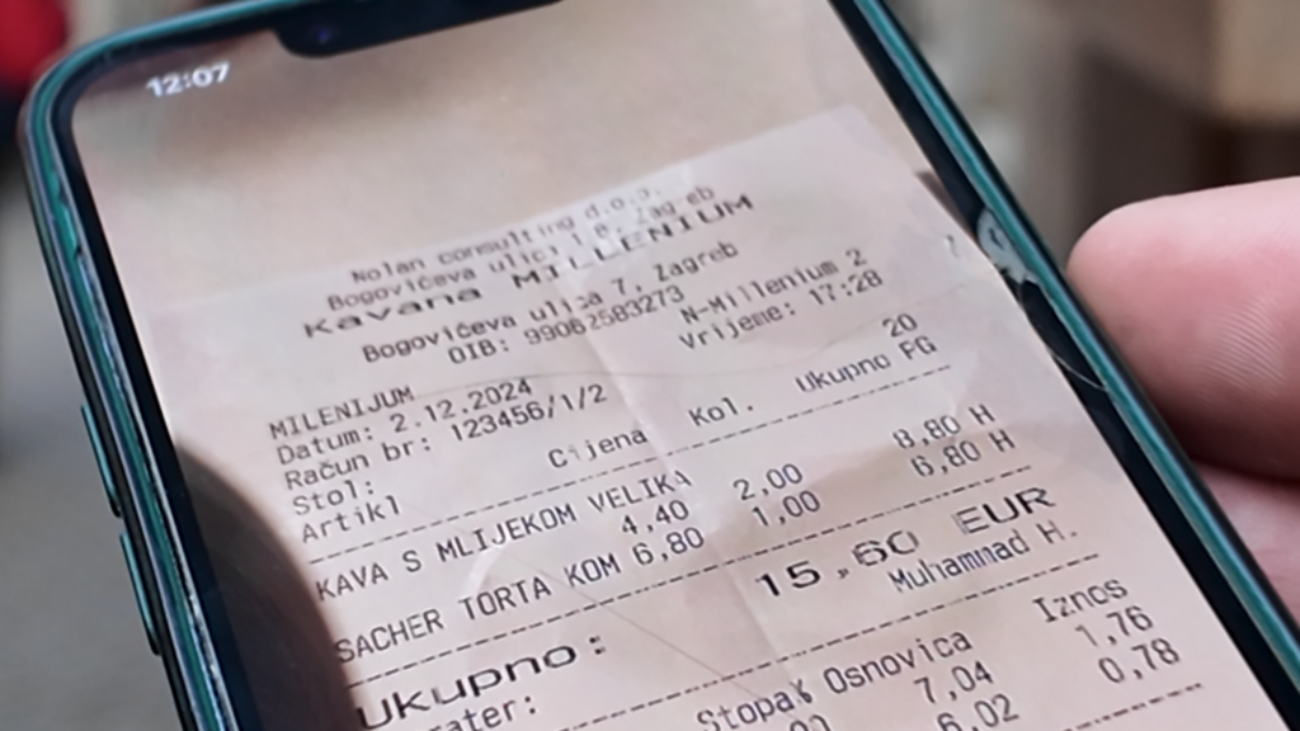 12:07
Nolan consulting d.o.o.
Bogovićeva ulici 1 B, Zagreb
Kavana MILLENIUM
Bogovićeva ulica 7, Zagreb
OIB: 99062583273
N-Millenium 2
MILENIJUM
Vrijeme: 17:28
Datum: 2.12.2024
Račun br: 123456/1/2
Stol: 20
Artikl Cijena Kol. Ukupno PG
KAVA S MLIJEKOM VELIKA
4,40 2,00 8,80 H
SACHER TORTA KOM 6,80 1,00 6,80 H
Ukupno: 15,60 EUR
Muhammad H.
Stopa% Osnovica Iznos
7,04 1,76
6,02 0,78